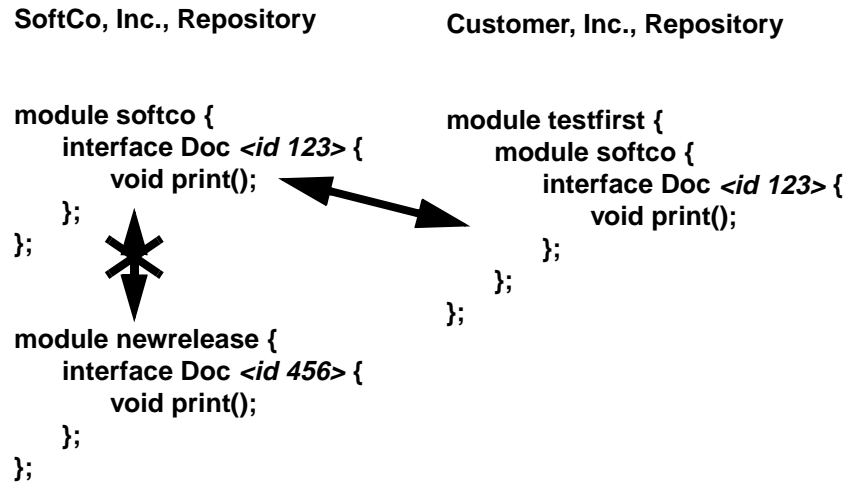 SoftCo, Inc., Repository
module softco {
interface Doc <id 123> {
void print();
};
};
module newrelease {
interface Doc <id 456> {
void print();
};
};
Customer, Inc., Repository
module testfirst {
module softco {
interface Doc <id 123> {
void print();
};
};
};